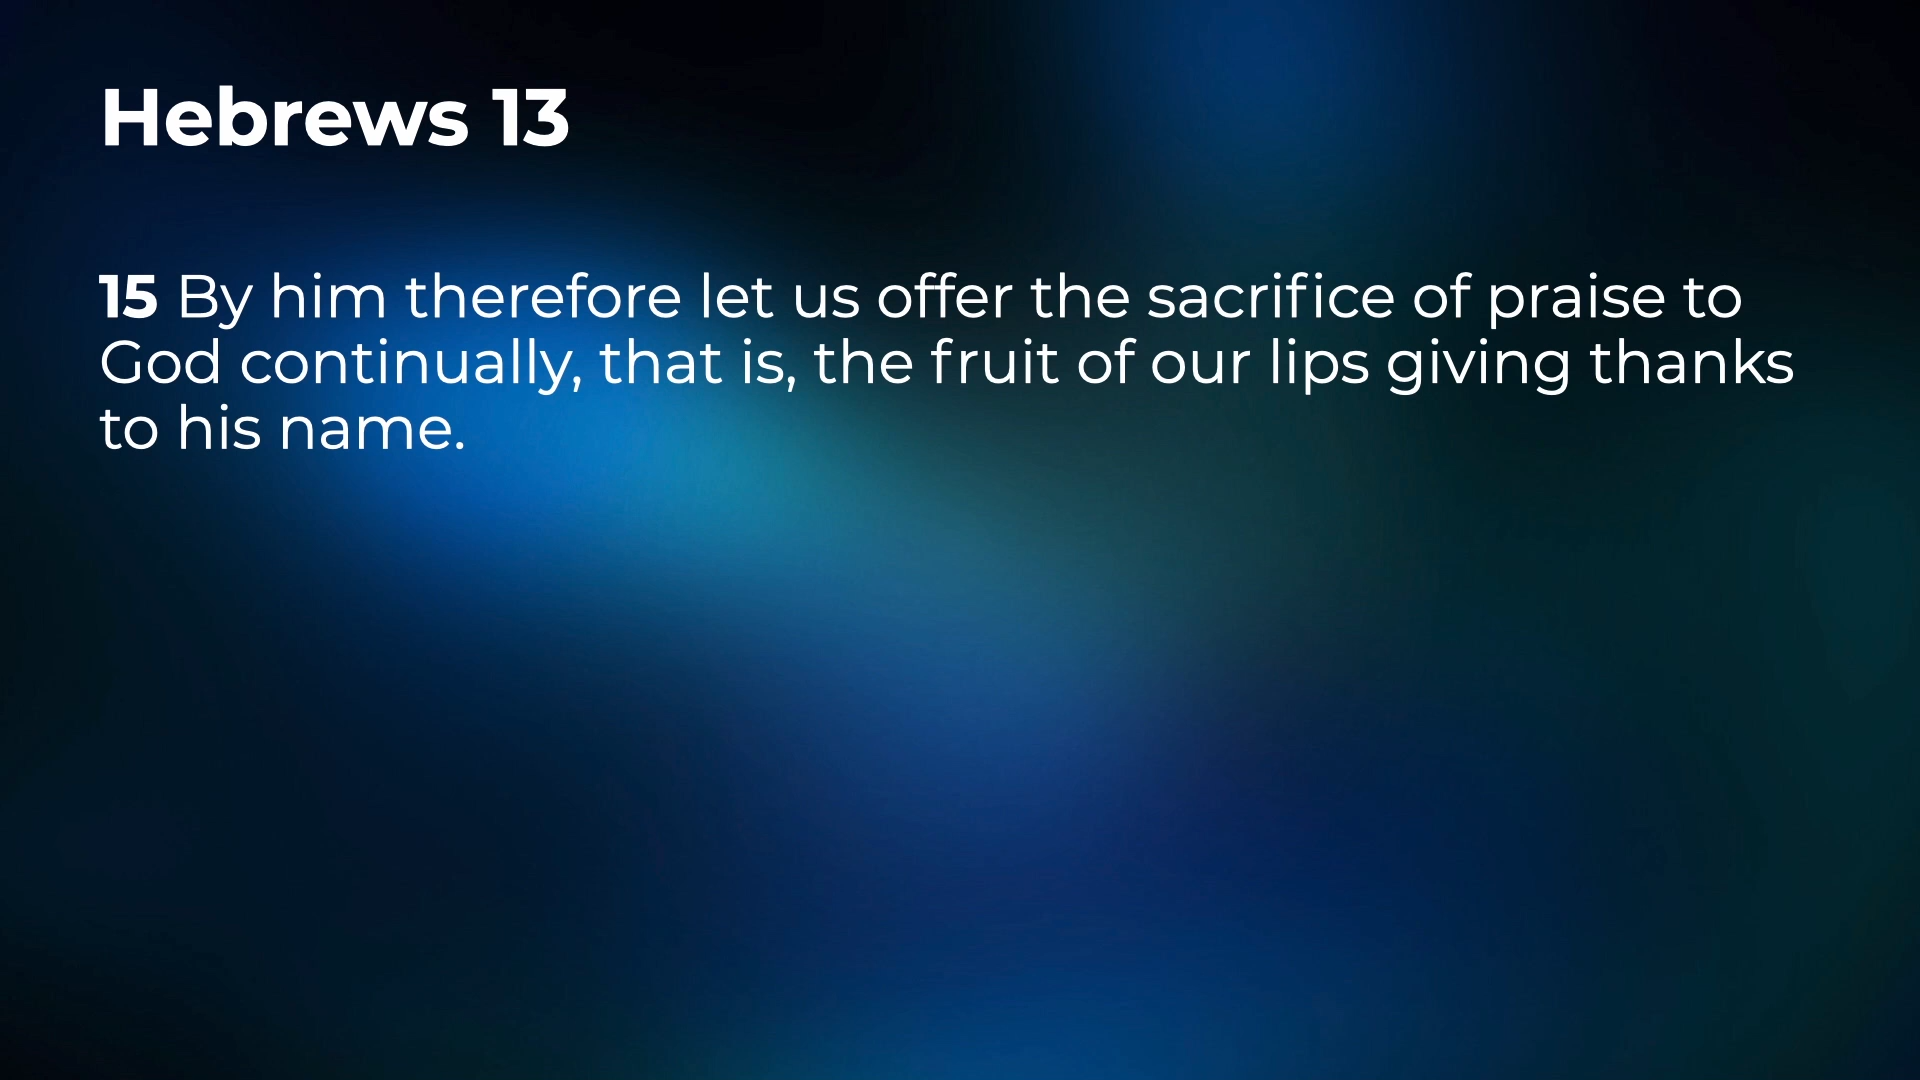 Hebrews 13
15 By him therefore let us offer the sacrifice of praise to
God continually, that is, the fruit of our lips giving thanks
to his name.